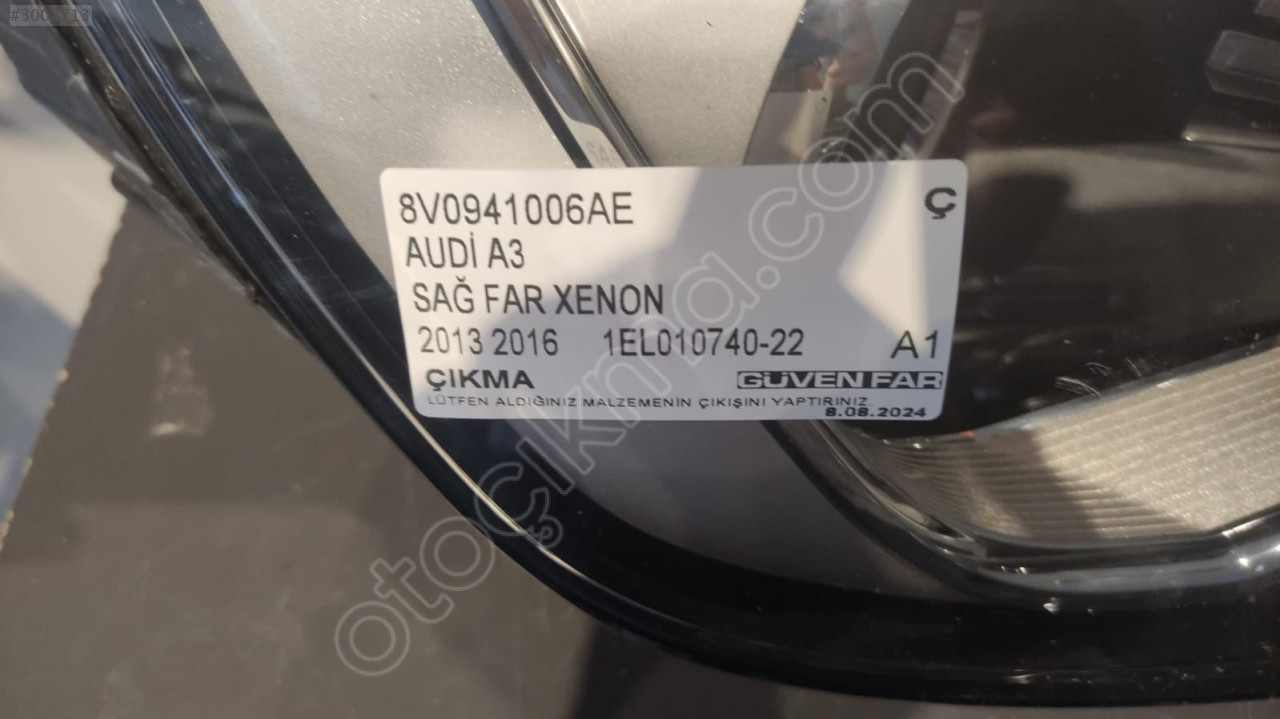 8V0941006AE Ç
AUDİ A3
SAĞ FAR XENON
2013 2016 1EL010740-22 A1
ÇIKMA GÜVEN FAR
LÜTFEN ALDIĞINIZ MALZEMENİN ÇIKIŞINI YAPTIRINIZ.
8.08.2024
otoçıkma.com